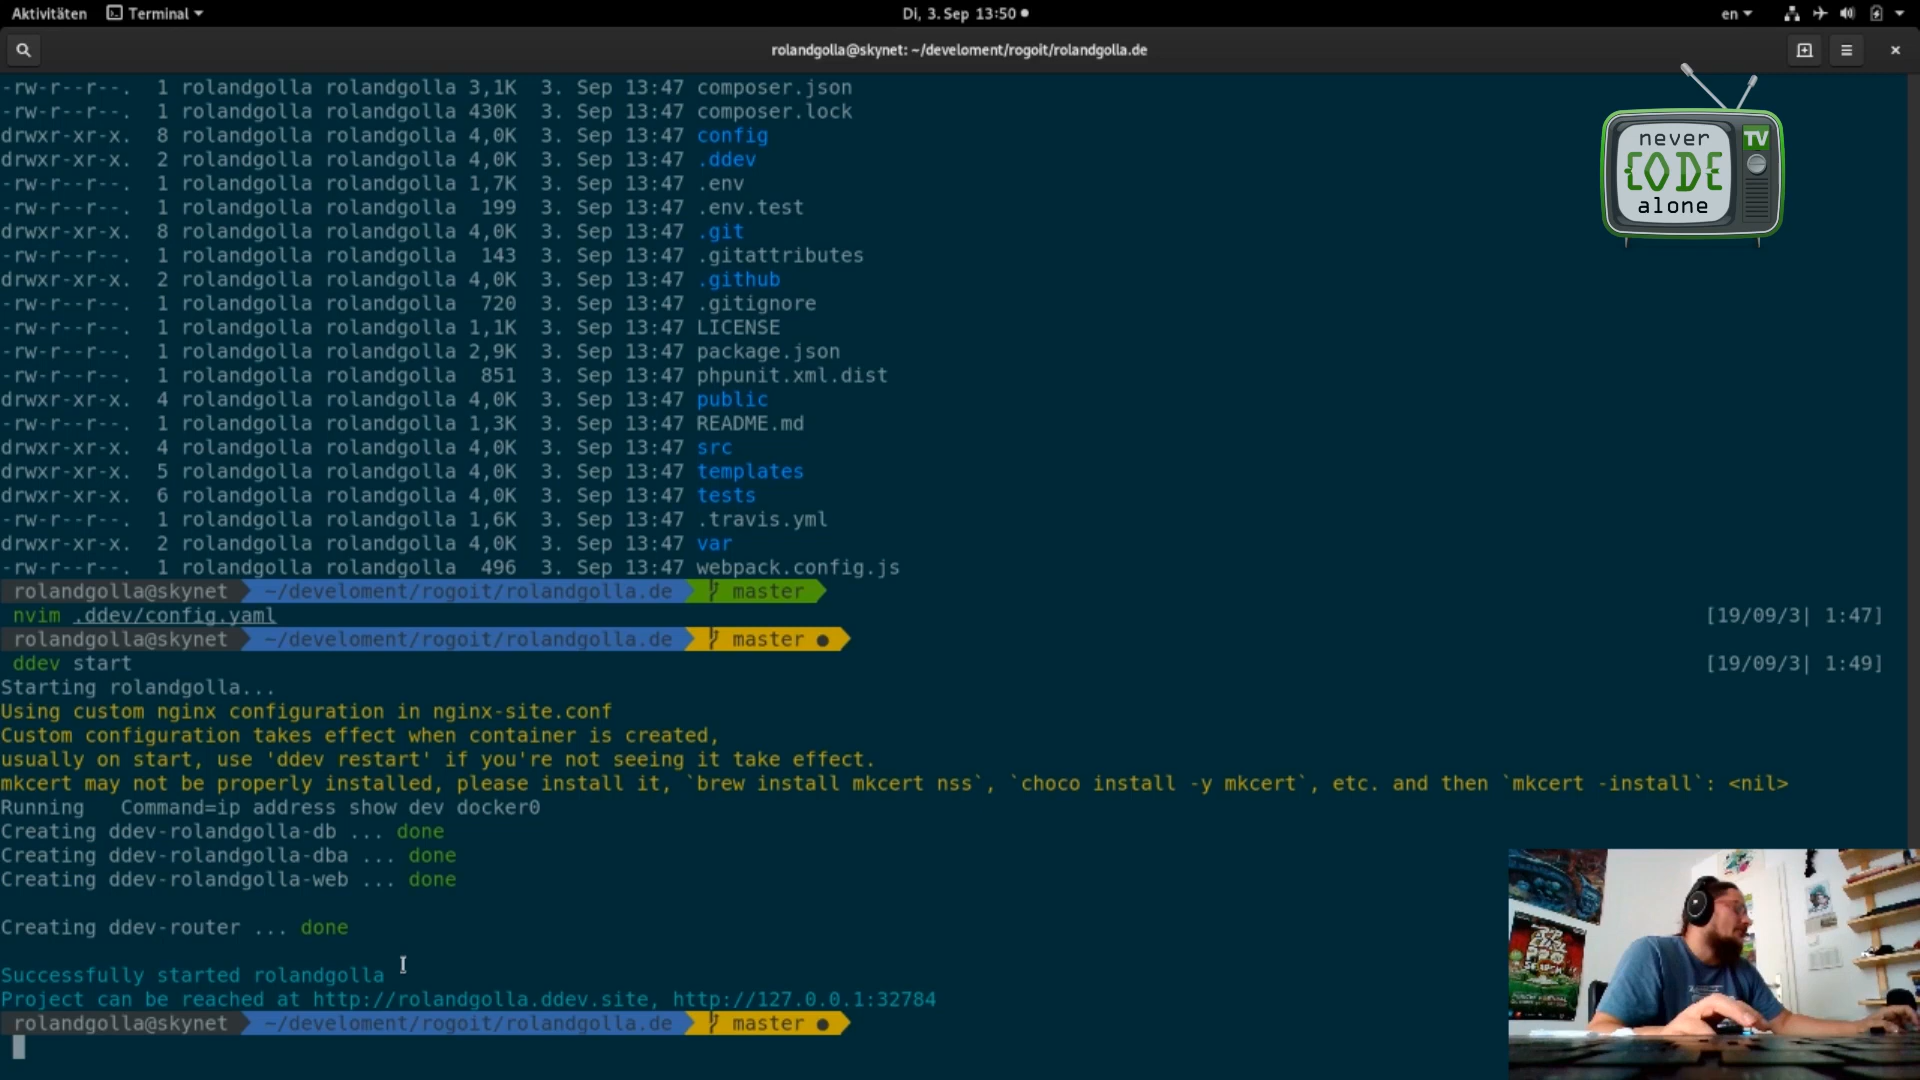 Aktivitäten Terminal Di, 3. Sep 13:50 en
rolandgolla@skynet: ~/develoment/rogoit/rolandgolla.de
-rw-r--r--. 1 rolandgolla rolandgolla 3,1K 3. Sep 13:47 composer.json
-rw-r--r--. 1 rolandgolla rolandgolla 430K 3. Sep 13:47 composer.lock
drwxr-xr-x. 8 rolandgolla rolandgolla 4,0K 3. Sep 13:47 config
drwxr-xr-x. 2 rolandgolla rolandgolla 4,0K 3. Sep 13:47 .ddev
-rw-r--r--. 1 rolandgolla rolandgolla 1,7K 3. Sep 13:47 .env
-rw-r--r--. 1 rolandgolla rolandgolla 199 3. Sep 13:47 .env.test
drwxr-xr-x. 8 rolandgolla rolandgolla 4,0K 3. Sep 13:47 .git
-rw-r--r--. 1 rolandgolla rolandgolla 143 3. Sep 13:47 .gitattributes
drwxr-xr-x. 2 rolandgolla rolandgolla 4,0K 3. Sep 13:47 .github
-rw-r--r--. 1 rolandgolla rolandgolla 720 3. Sep 13:47 .gitignore
-rw-r--r--. 1 rolandgolla rolandgolla 1,1K 3. Sep 13:47 LICENSE
-rw-r--r--. 1 rolandgolla rolandgolla 2,9K 3. Sep 13:47 package.json
-rw-r--r--. 1 rolandgolla rolandgolla 851 3. Sep 13:47 phpunit.xml.dist
drwxr-xr-x. 4 rolandgolla rolandgolla 4,0K 3. Sep 13:47 public
-rw-r--r--. 1 rolandgolla rolandgolla 1,3K 3. Sep 13:47 README.md
drwxr-xr-x. 4 rolandgolla rolandgolla 4,0K 3. Sep 13:47 src
drwxr-xr-x. 5 rolandgolla rolandgolla 4,0K 3. Sep 13:47 templates
drwxr-xr-x. 6 rolandgolla rolandgolla 4,0K 3. Sep 13:47 tests
-rw-r--r--. 1 rolandgolla rolandgolla 1,6K 3. Sep 13:47 .travis.yml
drwxr-xr-x. 2 rolandgolla rolandgolla 4,0K 3. Sep 13:47 var
-rw-r--r--. 1 rolandgolla rolandgolla 496 3. Sep 13:47 webpack.config.js
rolandgolla@skynet ~/develoment/rogoit/rolandgolla.de master
nvim .ddev/config.yaml [19/09/3| 1:47]
rolandgolla@skynet ~/develoment/rogoit/rolandgolla.de master ●
ddev start [19/09/3| 1:49]
Starting rolandgolla...
Using custom nginx configuration in nginx-site.conf
Custom configuration takes effect when container is created,
usually on start, use 'ddev restart' if you're not seeing it take effect.
mkcert may not be properly installed, please install it, `brew install mkcert nss`, `choco install -y mkcert`, etc. and then `mkcert -install`: <nil>
Running Command=ip address show dev docker0
Creating ddev-rolandgolla-db ... done
Creating ddev-rolandgolla-dba ... done
Creating ddev-rolandgolla-web ... done
Creating ddev-router ... done
Successfully started rolandgolla
Project can be reached at http://rolandgolla.ddev.site, http://127.0.0.1:32784
rolandgolla@skynet ~/develoment/rogoit/rolandgolla.de master ●
never
TV
{CODE
alone